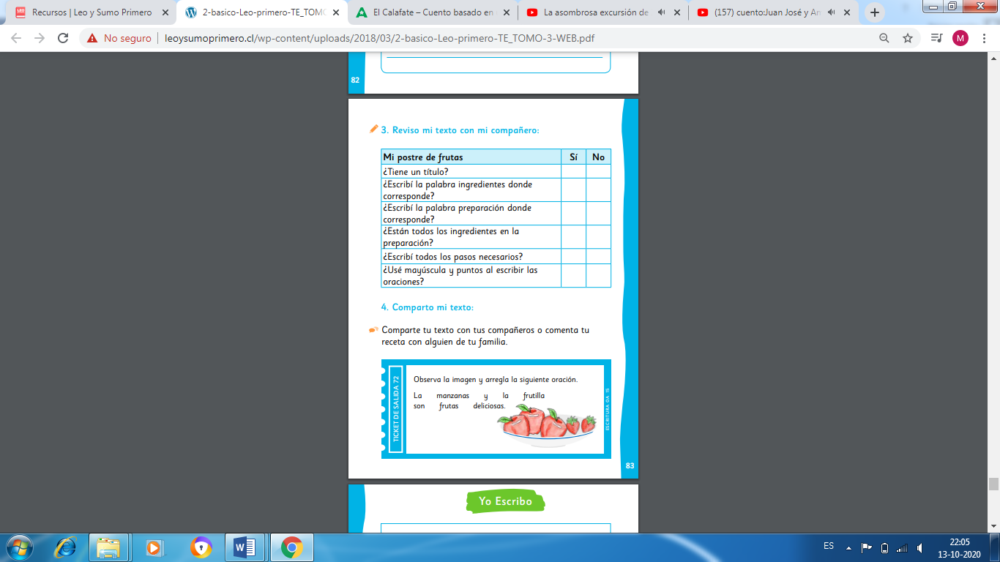 Recursos | Leo y Sumo Primero
2-basico-Leo-primero-TE_TOMO
El Calafate – Cuento basado en
La asombrosa excursión de
(157) cuento:Juan José y Am
No seguro
leoysumoprimero.cl/wp-content/uploads/2018/03/2-basico-Leo-primero-TE_TOMO-3-WEB.pdf
M
82
3. Reviso mi texto con mi compañero:
Mi postre de frutas Sí No
¿Tiene un título?
¿Escribí la palabra ingredientes donde
corresponde?
¿Escribí la palabra preparación donde
corresponde?
¿Están todos los ingredientes en la
preparación?
¿Escribí todos los pasos necesarios?
¿Usé mayúscula y puntos al escribir las
oraciones?
4. Comparto mi texto:
Comparte tu texto con tus compañeros o comenta tu
receta con alguien de tu familia.
TICKET DE SALIDA 72
Observa la imagen y arregla la siguiente oración.
La manzanas y la frutilla
son frutas deliciosas.
ESCRITURA OA 15
83
Yo Escribo
ES
22:05
13-10-2020